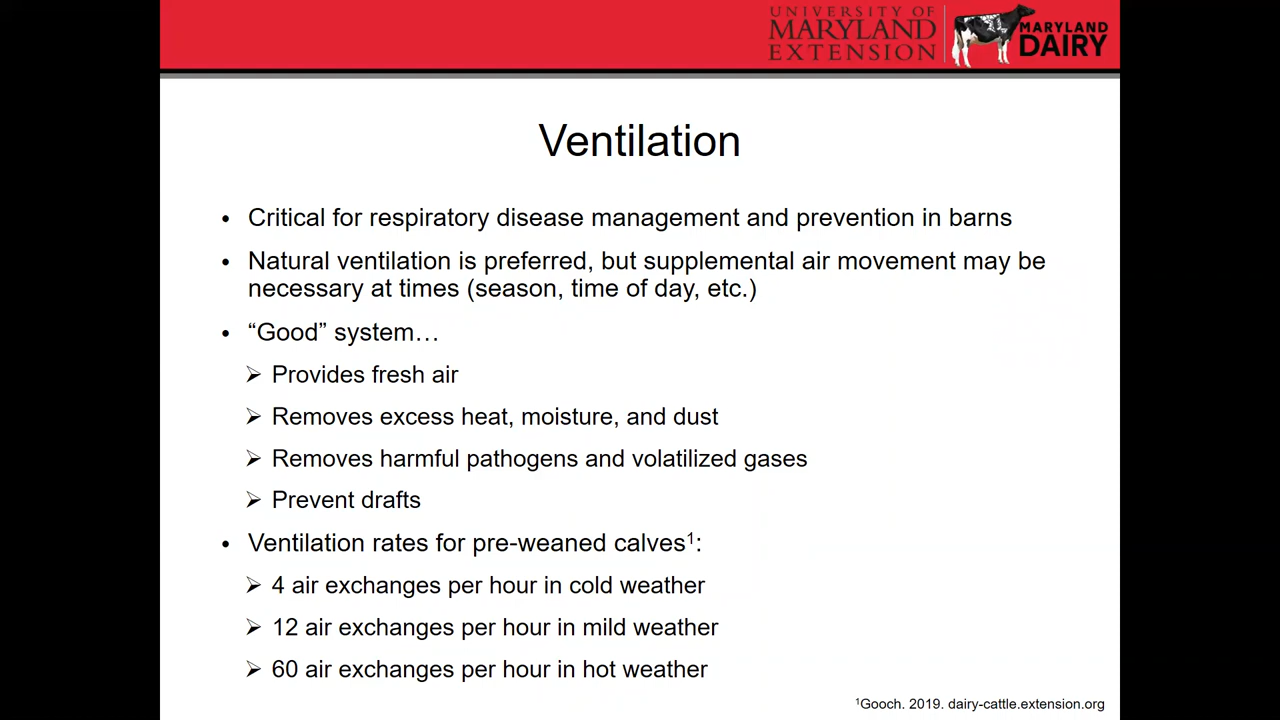 UNIVERSITY OF
MARYLAND
EXTENSION
MARYLAND
DAIRY
Ventilation
• Critical for respiratory disease management and prevention in barns
• Natural ventilation is preferred, but supplemental air movement may be
necessary at times (season, time of day, etc.)
• “Good” system…
➢ Provides fresh air
➢ Removes excess heat, moisture, and dust
➢ Removes harmful pathogens and volatilized gases
➢ Prevent drafts
• Ventilation rates for pre-weaned calves¹:
➢ 4 air exchanges per hour in cold weather
➢ 12 air exchanges per hour in mild weather
➢ 60 air exchanges per hour in hot weather
¹Gooch. 2019. dairy-cattle.extension.org